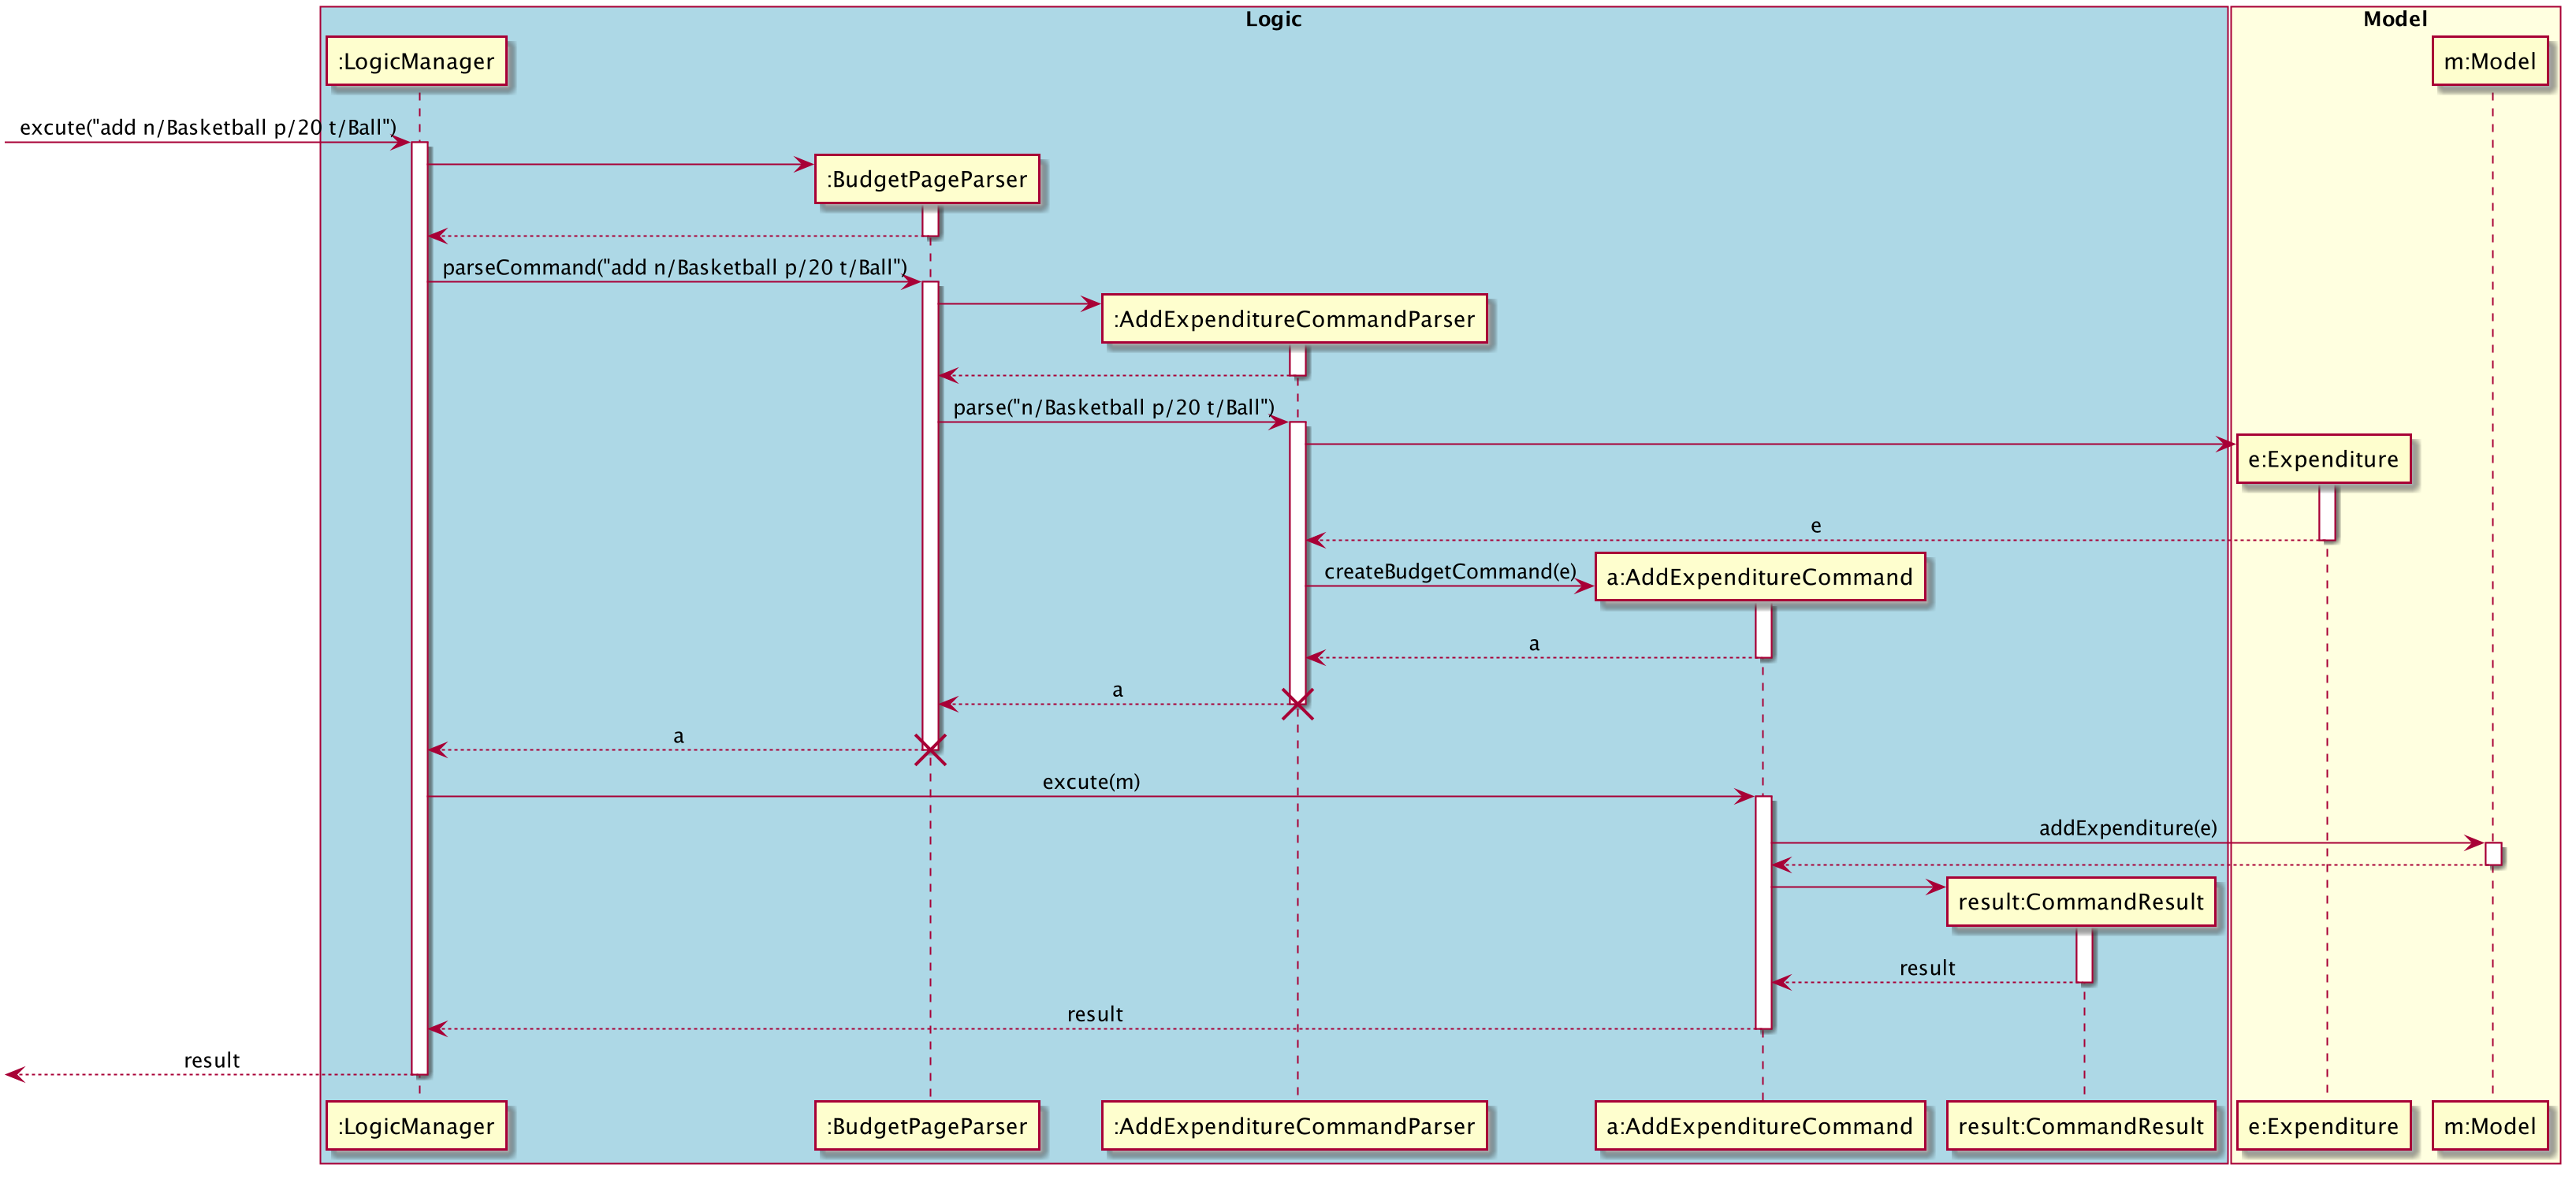 Logic
Model
:LogicManager
m:Model
excute("add n/Basketball p/20 t/Ball")
:BudgetPageParser
parseCommand("add n/Basketball p/20 t/Ball")
:AddExpenditureCommandParser
parse("n/Basketball p/20 t/Ball")
e:Expenditure
e
createBudgetCommand(e)
a:AddExpenditureCommand
a
a
a
excute(m)
addExpenditure(e)
result:CommandResult
result
result
result
:LogicManager
:BudgetPageParser
:AddExpenditureCommandParser
a:AddExpenditureCommand
result:CommandResult
e:Expenditure
m:Model